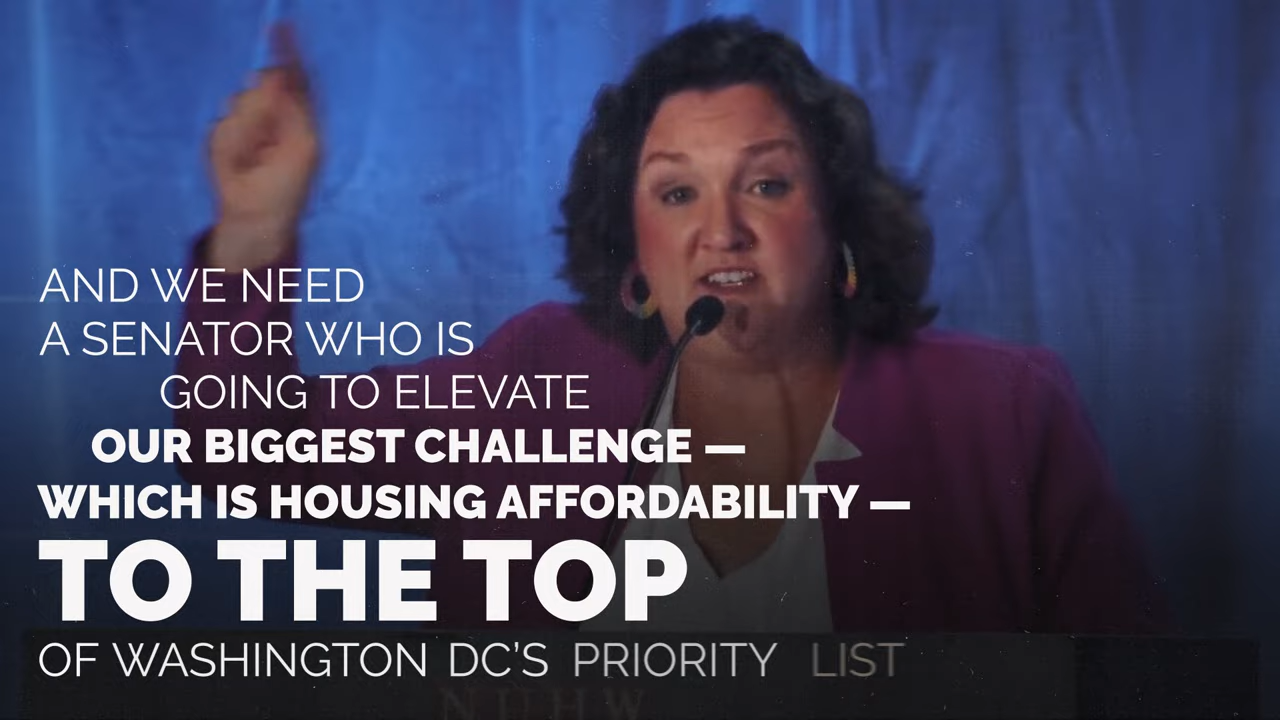 AND WE NEED
A SENATOR WHO IS
GOING TO ELEVATE
OUR BIGGEST CHALLENGE —
WHICH IS HOUSING AFFORDABILITY —
TO THE TOP
OF WASHINGTON DC'S PRIORITY LIST